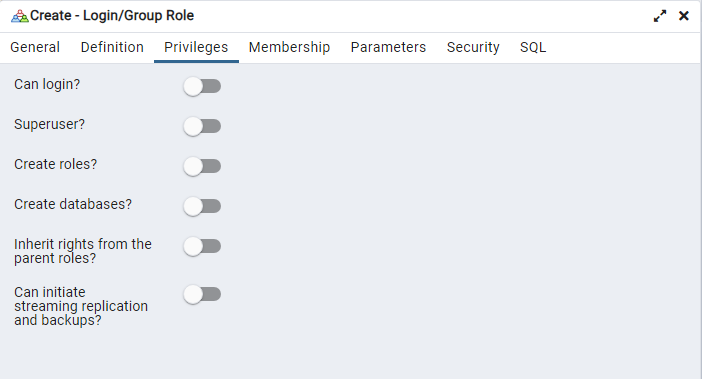 Create - Login/Group Role
General Definition Privileges Membership Parameters Security SQL
Can login?
Superuser?
Create roles?
Create databases?
Inherit rights from the
parent roles?
Can initiate
streaming replication
and backups?